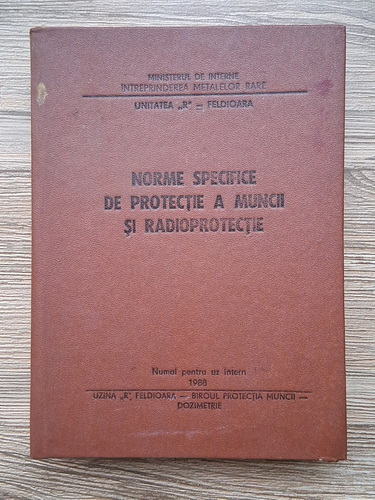 MINISTERUL DE INTERNE
INTREPRINDEREA METALELOR RARE
UNITATEA „R" — FELDIOARA
NORME SPECIFICE
DE PROTECȚIE A MUNCII
ȘI RADIOPROTECȚIE
Numai pentru uz intern
1988
UZINA „R", FELDIOARA — BIROUL PROTECȚIA MUNCII —
DOZIMETRIE